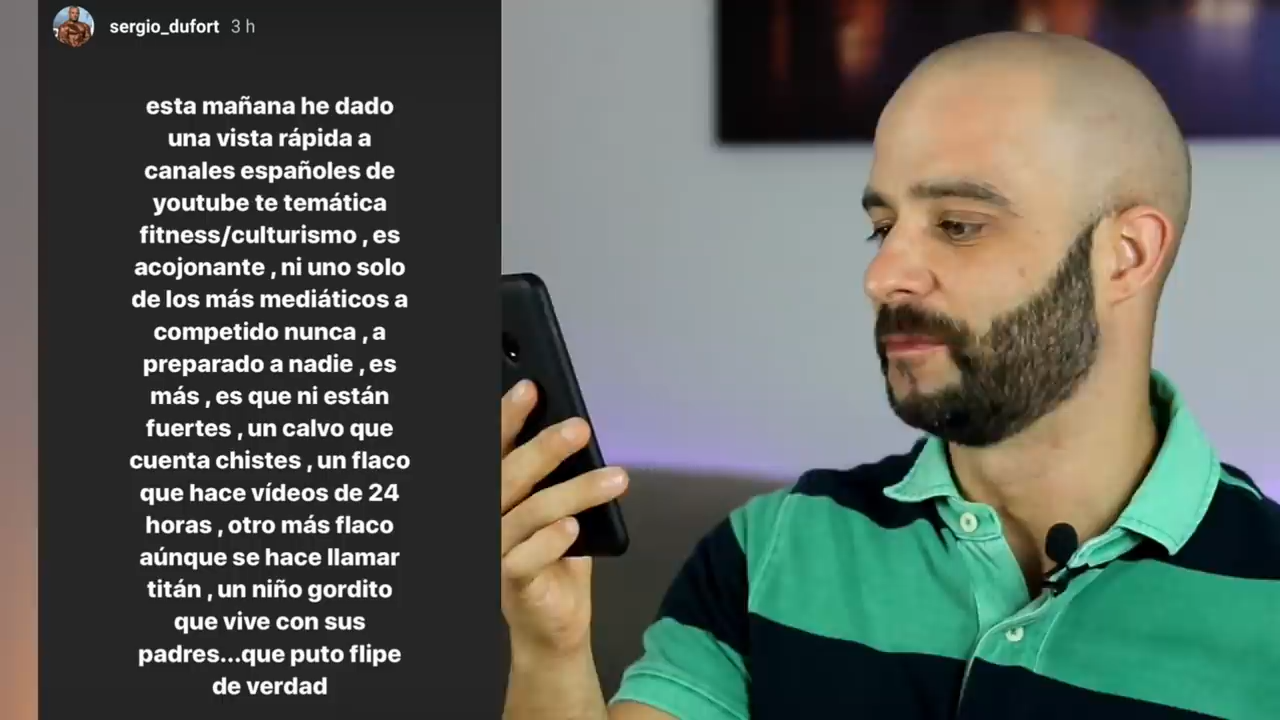 sergio_dufort 3 h
esta mañana he dado
una vista rápida a
canales españoles de
youtube te temática
fitness/culturismo , es
acojonante , ni uno solo
de los más mediáticos a
competido nunca , a
preparado a nadie , es
más , es que ni están
fuertes , un calvo que
cuenta chistes , un flaco
que hace vídeos de 24
horas , otro más flaco
aúnque se hace llamar
titán , un niño gordito
que vive con sus
padres...que puto flipe
de verdad